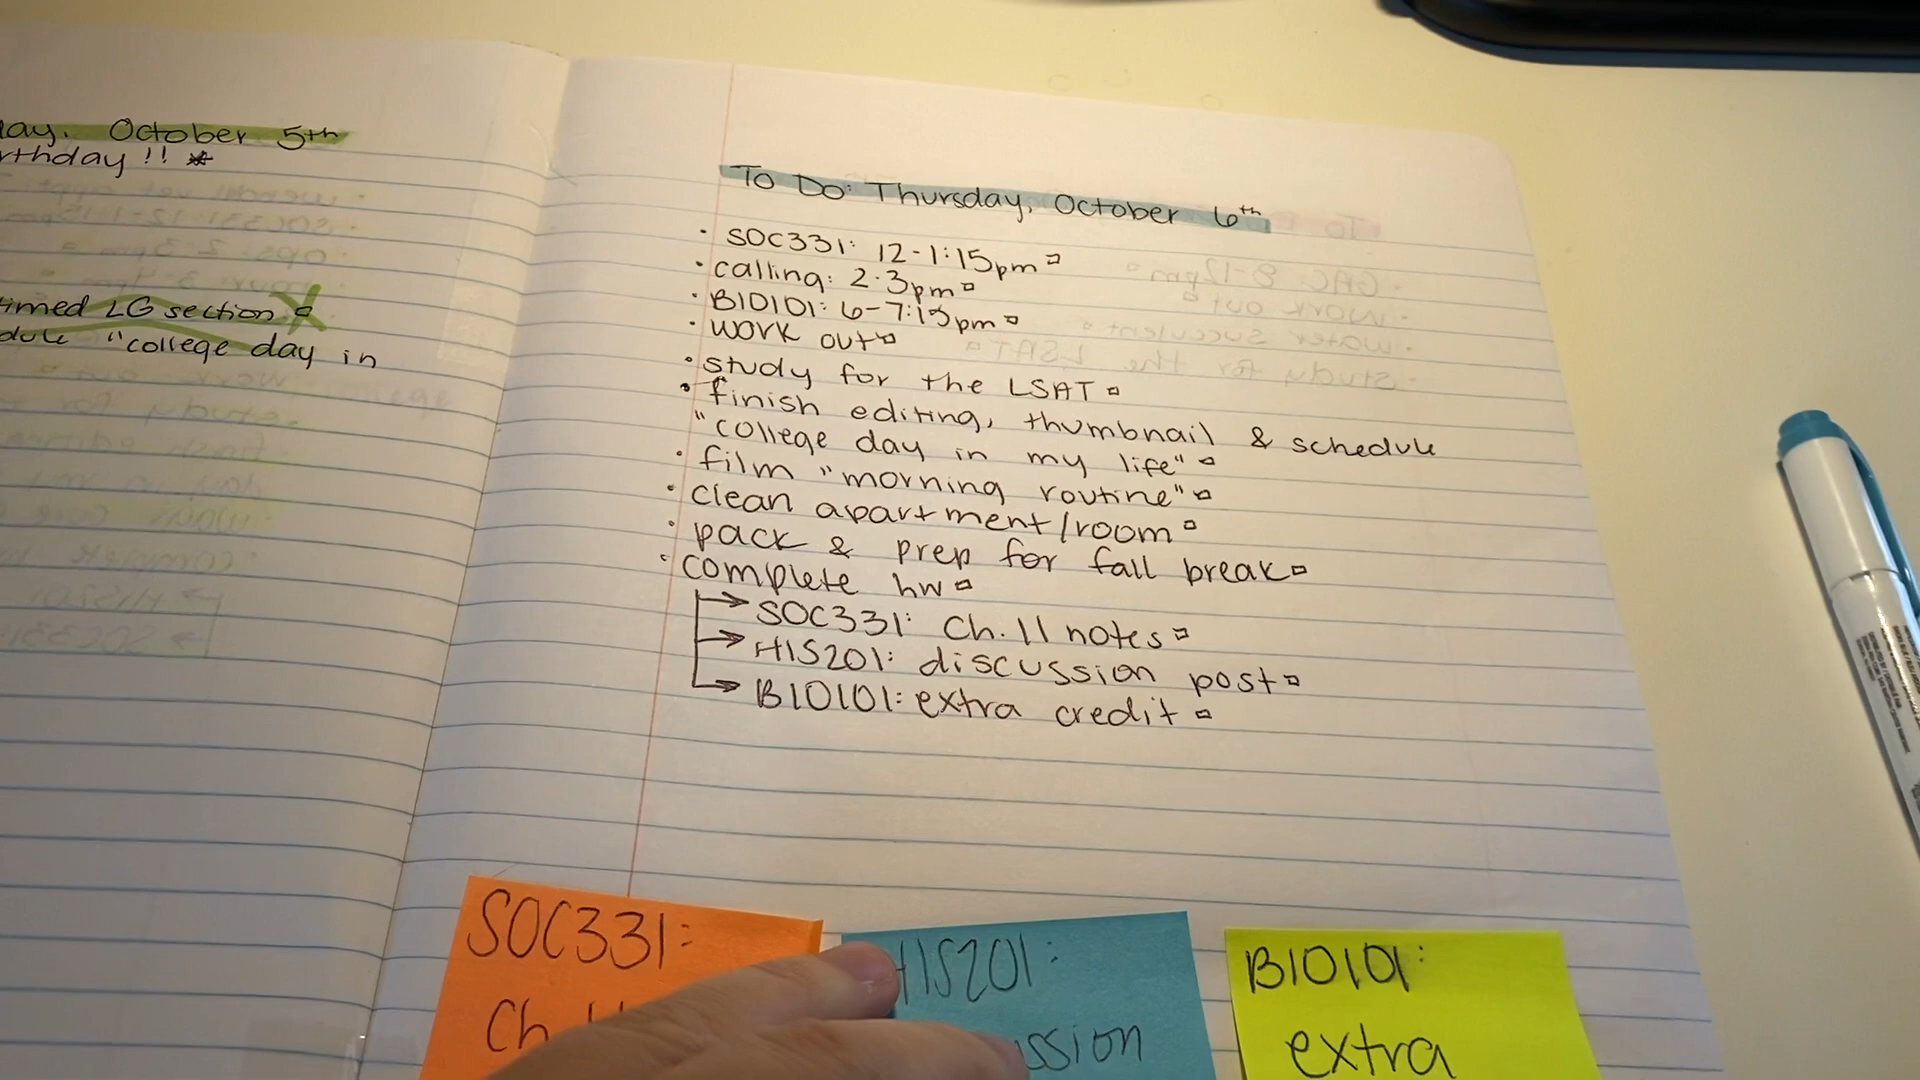 day, October 5th
rthday !! *
timed LG section
dule "college day in
To Do: Thursday, October 6th
· SOC331: 12-1:15pm
· calling: 2-3pm
· BIO101: 6-7:15pm
· work out
· study for the LSAT
· finish editing, thumbnail & schedule
"college day in my life"
· film "morning routine"
· clean apartment/room
· pack & prep for fall break
· complete hw
→ SOC331: Ch. 11 notes
→ HIS201: discussion post
→ BIO101: extra credit
SOC331:
Ch. 11
HIS201:
ssion
BIO101:
extra